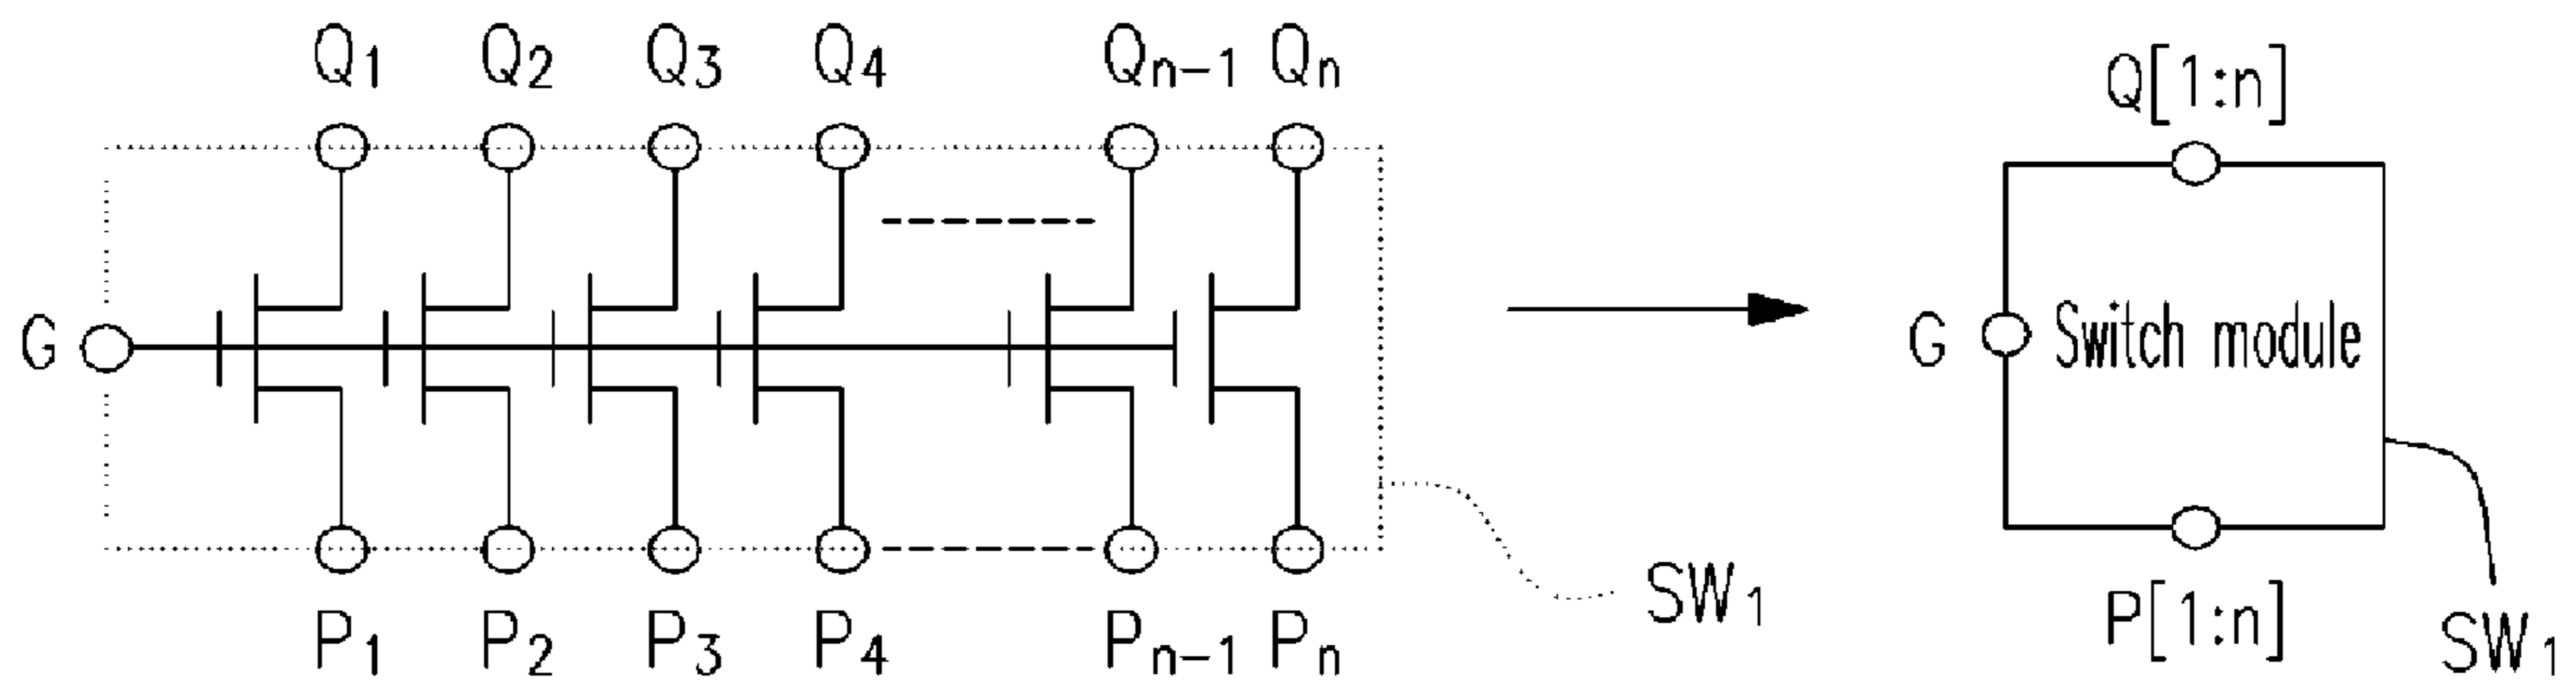 Q1 Q2 Q3 Q4 Qn-1 Qn
Q[1:n]
G
G
Switch module
SW1
P1 P2 P3 P4 Pn-1 Pn
P[1:n]
SW1